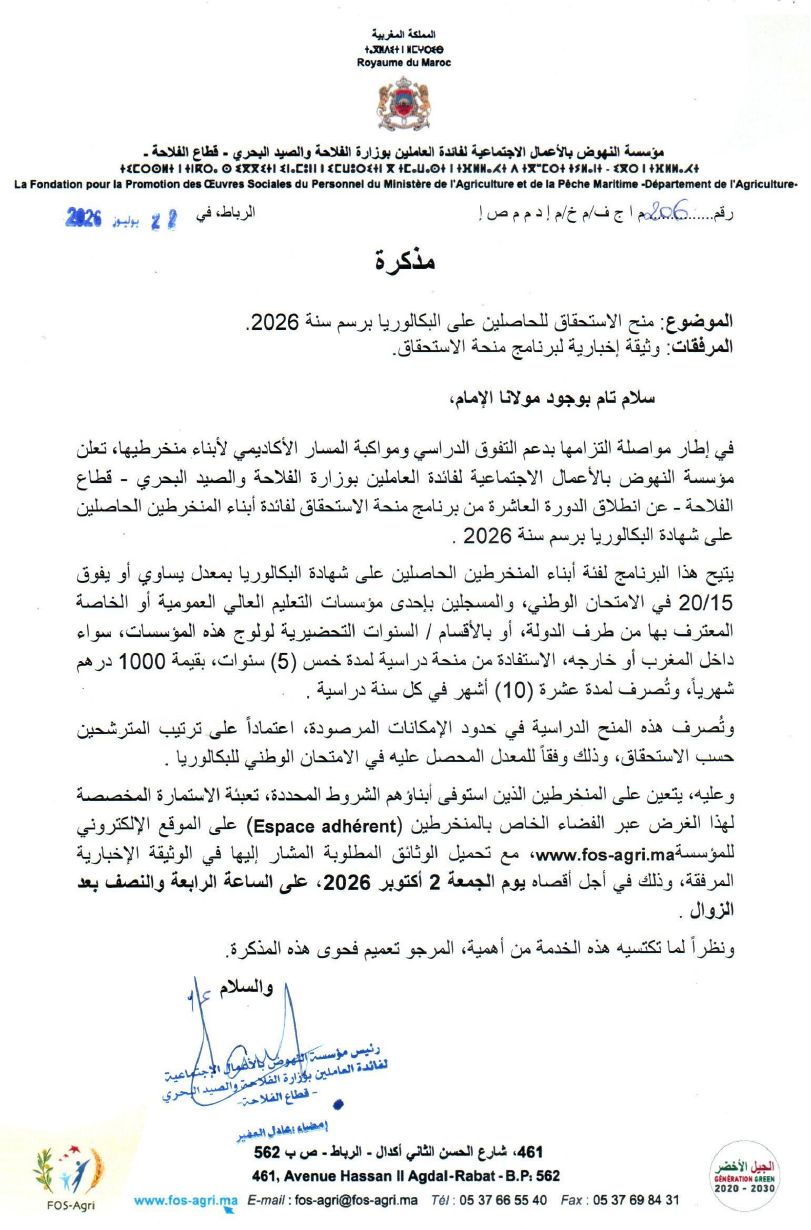 المملكة المغربية
ⵜⴰⴳⵍⴷⵉⵜ ⵏ ⵍⵎⵖⵔⵉⴱ
Royaume du Maroc
مؤسسة النهوض بالأعمال الاجتماعية لفائدة العاملين بوزارة الفلاحة والصيد البحري - قطاع الفلاحة -
La Fondation pour la Promotion des Œuvres Sociales du Personnel du Ministère de l'Agriculture et de la Pêche Maritime -Département de l'Agriculture-
رقم...206...م ا ج ف/م خ/م إ د م م ص إ
الرباط، في 22 يوليوز 2026
مذكرة
الموضوع: منح الاستحقاق للحاصلين على البكالوريا برسم سنة 2026.
المرفقات: وثيقة إخبارية لبرنامج منحة الاستحقاق.
سلام تام بوجود مولانا الإمام،
في إطار مواصلة التزامها بدعم التفوق الدراسي ومواكبة المسار الأكاديمي لأبناء منخرطيها، تعلن
مؤسسة النهوض بالأعمال الاجتماعية لفائدة العاملين بوزارة الفلاحة والصيد البحري - قطاع
الفلاحة - عن انطلاق الدورة العاشرة من برنامج منحة الاستحقاق لفائدة أبناء المنخرطين الحاصلين
على شهادة البكالوريا برسم سنة 2026 .
يتيح هذا البرنامج لفئة أبناء المنخرطين الحاصلين على شهادة البكالوريا بمعدل يساوي أو يفوق
20/15 في الامتحان الوطني، والمسجلين بإحدى مؤسسات التعليم العالي العمومية أو الخاصة
المعترف بها من طرف الدولة، أو بالأقسام / السنوات التحضيرية لولوج هذه المؤسسات، سواء
داخل المغرب أو خارجه، الاستفادة من منحة دراسية لمدة خمس (5) سنوات، بقيمة 1000 درهم
شهرياً، وتُصرف لمدة عشرة (10) أشهر في كل سنة دراسية .
وتُصرف هذه المنح الدراسية في حدود الإمكانات المرصودة، اعتماداً على ترتيب المترشحين
حسب الاستحقاق، وذلك وفقاً للمعدل المحصل عليه في الامتحان الوطني للبكالوريا .
وعليه، يتعين على المنخرطين الذين استوفى أبناؤهم الشروط المحددة، تعبئة الاستمارة المخصصة
لهذا الغرض عبر الفضاء الخاص بالمنخرطين (Espace adhérent) على الموقع الإلكتروني
للمؤسسةwww.fos-agri.ma، مع تحميل الوثائق المطلوبة المشار إليها في الوثيقة الإخبارية
المرفقة، وذلك في أجل أقصاه يوم الجمعة 2 أكتوبر 2026، على الساعة الرابعة والنصف بعد
الزوال .
ونظراً لما تكتسيه هذه الخدمة من أهمية، المرجو تعميم فحوى هذه المذكرة.
والسلام
رئيس مؤسسة النهوض بالأعمال الإجتماعية
لفائدة العاملين بوزارة الفلاحة والصيد البحري
- قطاع الفلاحة-
إمضاء :عادل
461، شارع الحسن الثاني أكدال - الرباط - ص ب 562
461, Avenue Hassan II Agdal-Rabat - B.P: 562
www.fos-agri.ma E-mail : fos-agri@fos-agri.ma Tél : 05 37 66 55 40 Fax : 05 37 69 84 31
FOS-Agri
الجيل الأخضر
GÉNÉRATION GREEN
2020 - 2030